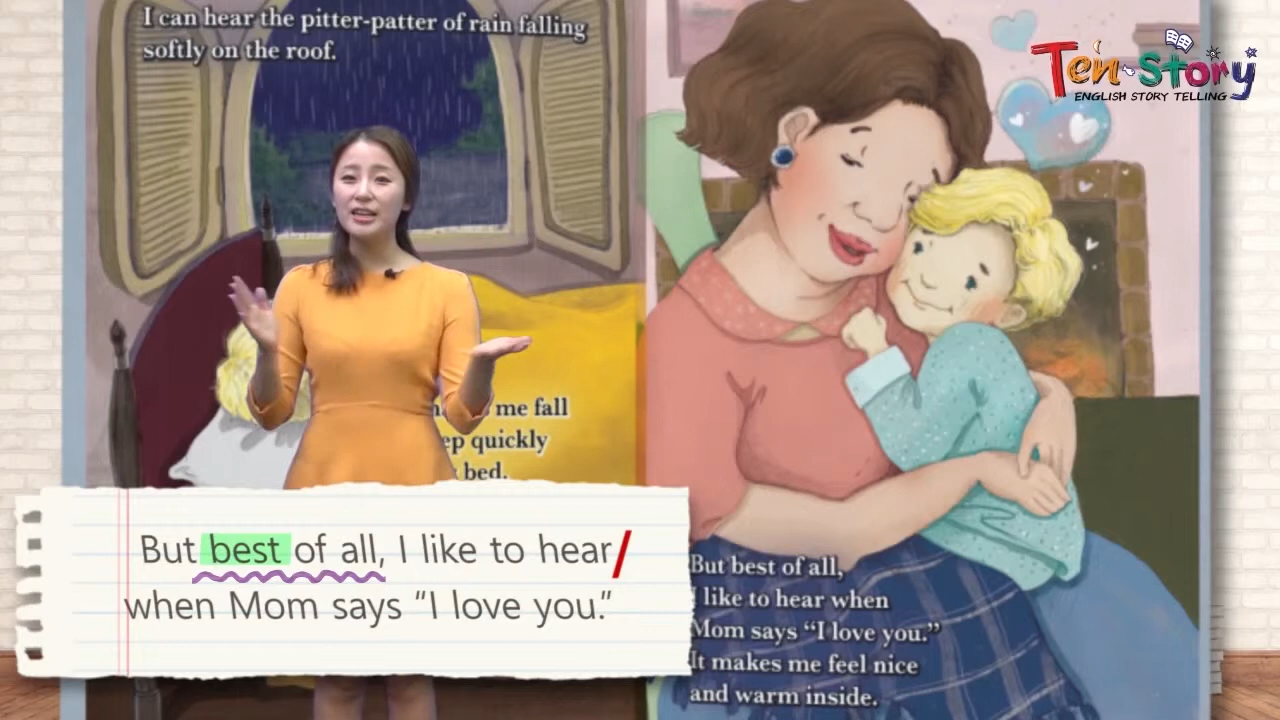 I can hear the pitter-patter of rain falling
softly on the roof.
Ten-Story
ENGLISH STORY TELLING
me fall
quickly
bed.
But best of all, I like to hear/
when Mom says “I love you.”
But best of all,
I like to hear when
Mom says “I love you.”
It makes me feel nice
and warm inside.